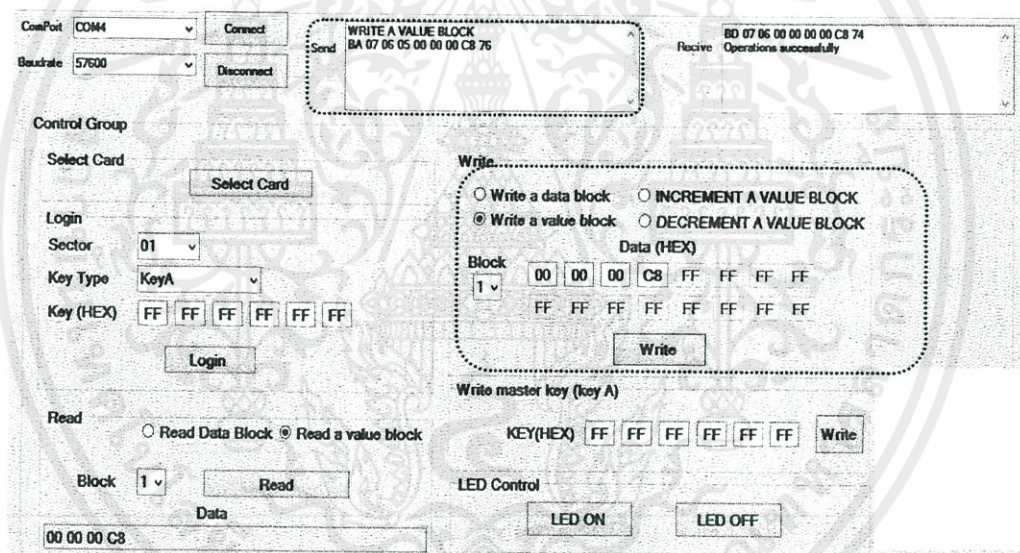 ComPort COM4 Connect
Baudrate 57600 Disconnect
Send WRITE A VALUE BLOCK
BA 07 06 05 00 00 00 C8 76
Recive BD 07 06 00 00 00 00 C8 74
Operations successfully
Control Group
Select Card
Select Card
Login
Sector 01
Key Type KeyA
Key (HEX) FF FF FF FF FF FF
Login
Read
Read Data Block Read a value block
Block 1 Read
Data
00 00 00 C8
Write
Write a data block INCREMENT A VALUE BLOCK
Write a value block DECREMENT A VALUE BLOCK
Data (HEX)
Block
1 00 00 00 C8 FF FF FF FF
FF FF FF FF FF FF FF FF
Write
Write master key (key A)
KEY(HEX) FF FF FF FF FF FF Write
LED Control
LED ON LED OFF